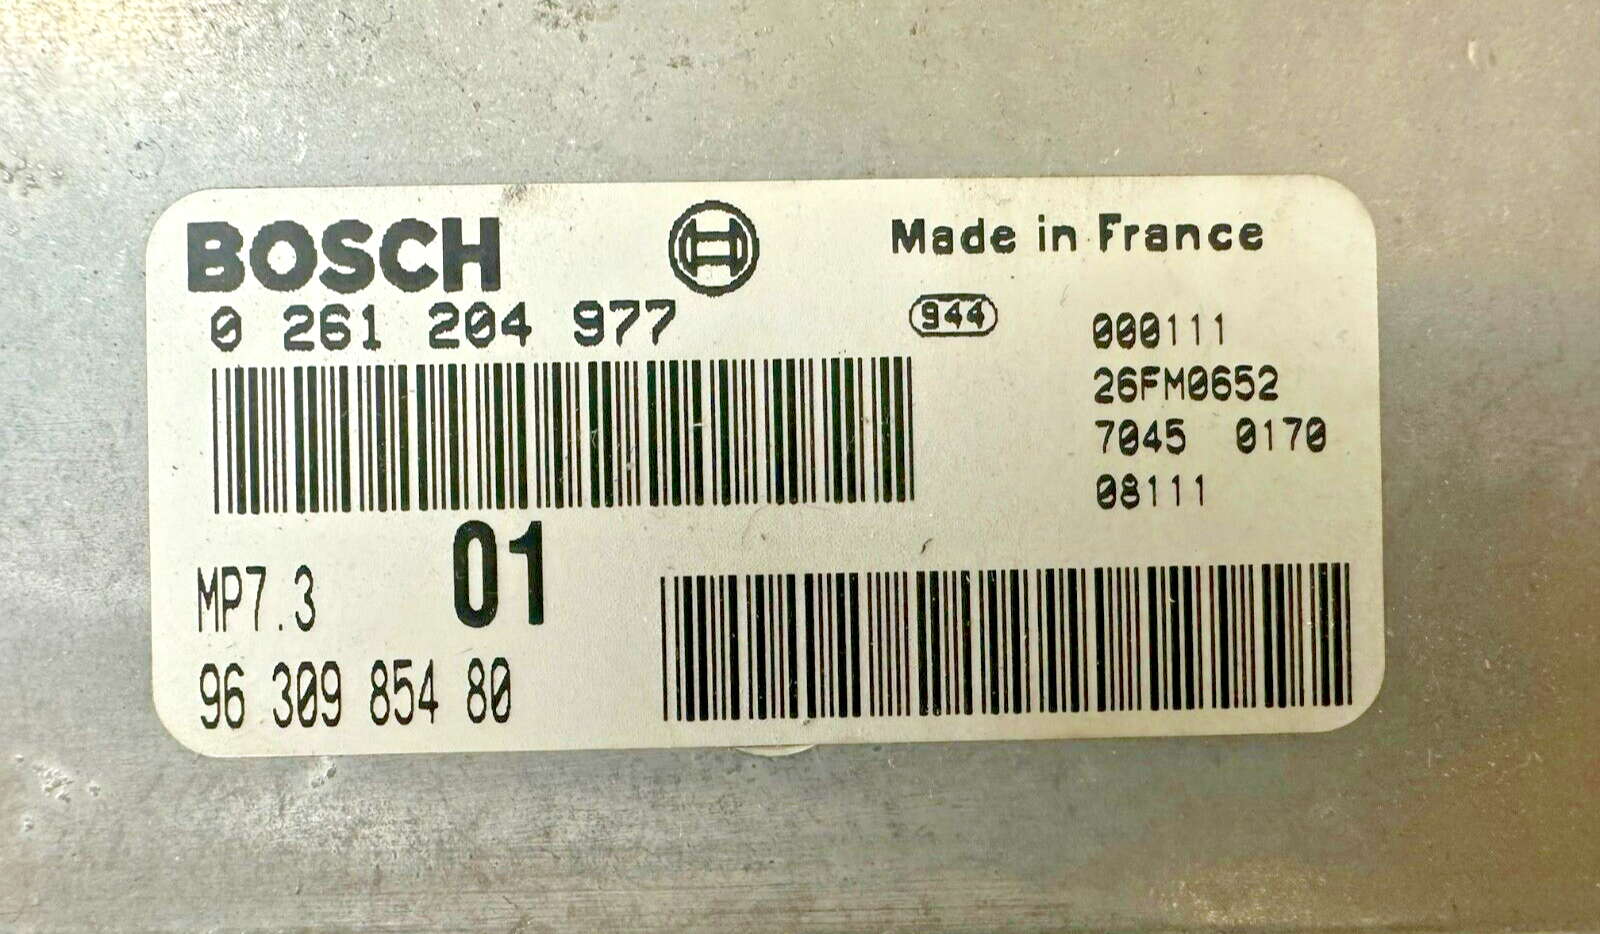 BOSCH
Made in France
0 261 204 977
944
000111
26FM0652
7045 0170
08111
MP7.3
01
96 309 854 80